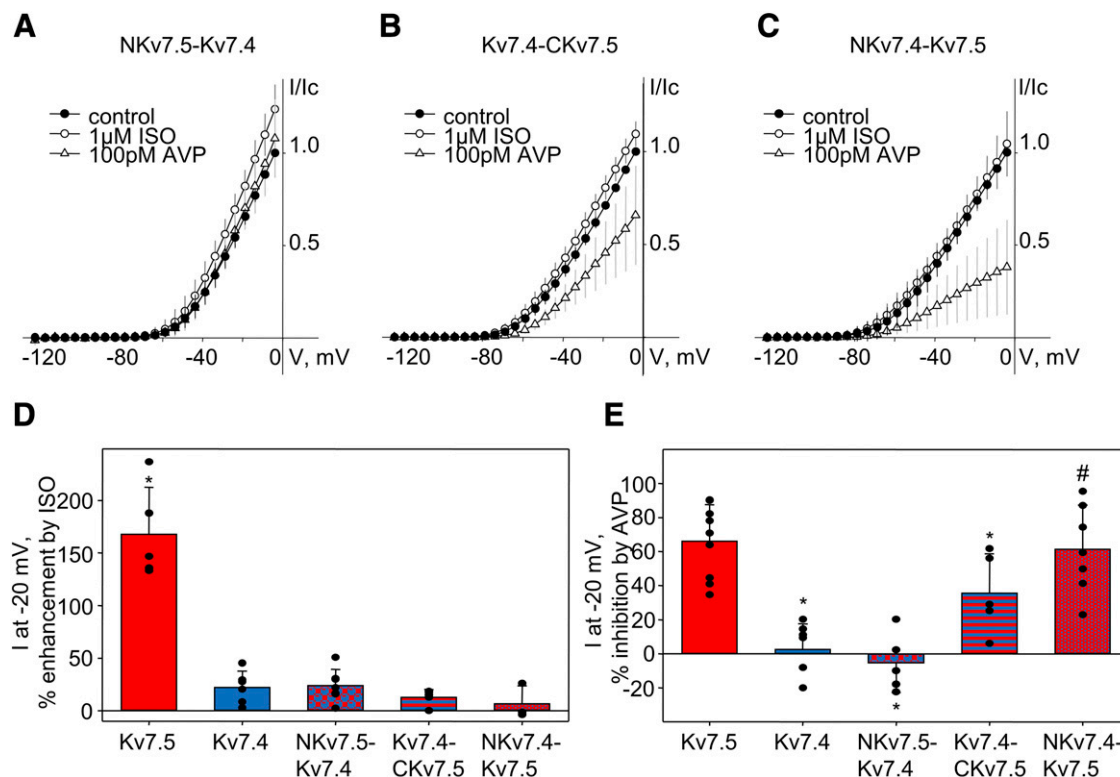 A
NKv7.5-Kv7.4
I/Ic
control
1µM ISO
100pM AVP
1.0
0.5
-120
-80
-40
0
V, mV
B
Kv7.4-CKv7.5
I/Ic
control
1µM ISO
100pM AVP
1.0
0.5
-120
-80
-40
0
V, mV
C
NKv7.4-Kv7.5
I/Ic
control
1µM ISO
100pM AVP
1.0
0.5
-120
-80
-40
0
V, mV
D
I at -20 mV,
% enhancement by ISO
200
150
100
50
0
*
Kv7.5
Kv7.4
NKv7.5-
Kv7.4
Kv7.4-
CKv7.5
NKv7.4-
Kv7.5
E
I at -20 mV,
% inhibition by AVP
100
80
60
40
20
0
-20
*
*
*
#
Kv7.5
Kv7.4
NKv7.5-
Kv7.4
Kv7.4-
CKv7.5
NKv7.4-
Kv7.5